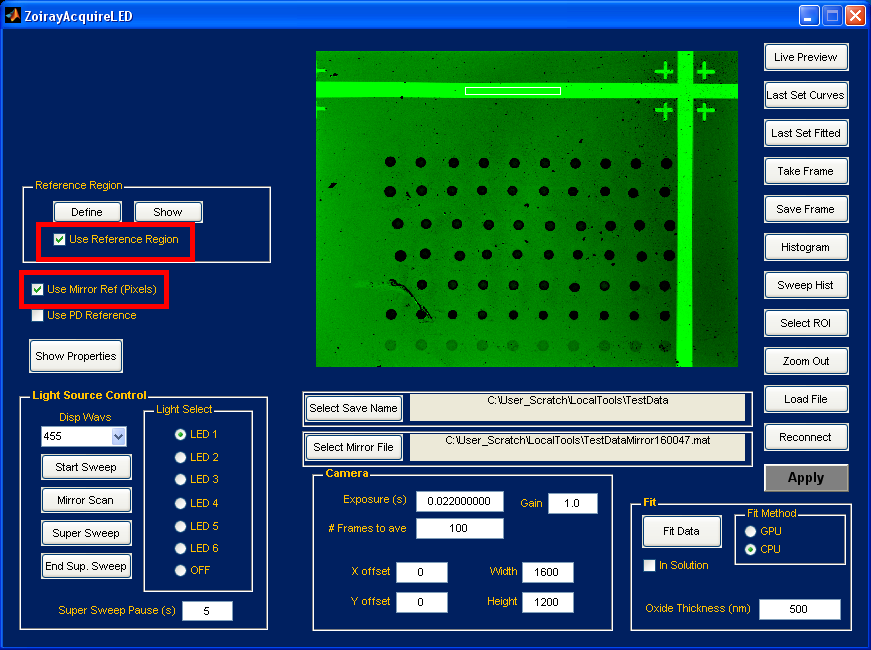 ZoirayAcquireLED
Reference Region
Define
Show
Use Reference Region
Use Mirror Ref (Pixels)
Use PD Reference
Show Properties
Light Source Control
Disp Wavs
455
Start Sweep
Mirror Scan
Super Sweep
End Sup. Sweep
Light Select
LED 1
LED 2
LED 3
LED 4
LED 5
LED 6
OFF
Super Sweep Pause (s)
5
Select Save Name
C:\User_Scratch\LocalTools\TestData
Select Mirror File
C:\User_Scratch\LocalTools\TestDataMirror160047.mat
Camera
Exposure (s)
0.022000000
Gain
1.0
# Frames to ave
100
X offset
0
Width
1600
Y offset
0
Height
1200
Live Preview
Last Set Curves
Last Set Fitted
Take Frame
Save Frame
Histogram
Sweep Hist
Select ROI
Zoom Out
Load File
Reconnect
Apply
Fit
Fit Data
In Solution
Fit Method
GPU
CPU
Oxide Thickness (nm)
500